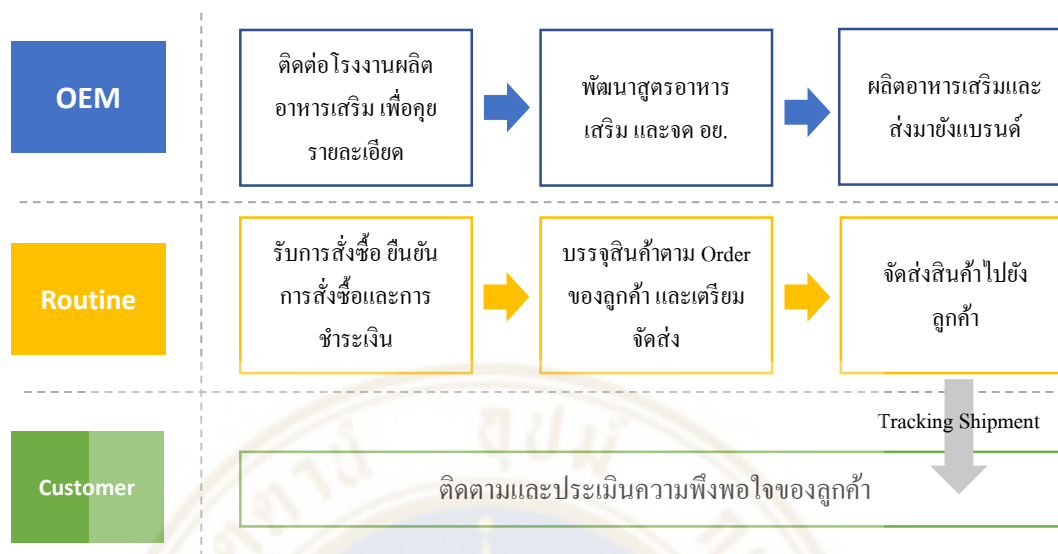 OEM
ติดต่อโรงงานผลิต
อาหารเสริม เพื่อคุย
รายละเอียด
พัฒนาสูตรอาหาร
เสริม และจด อย.
ผลิตอาหารเสริมและ
ส่งมายังแบรนด์
Routine
รับการสั่งซื้อ ยืนยัน
การสั่งซื้อและการ
ชำระเงิน
บรรจุสินค้าตาม Order
ของลูกค้า และเตรียม
จัดส่ง
จัดส่งสินค้าไปยัง
ลูกค้า
Tracking Shipment
Customer
ติดตามและประเมินความพึงพอใจของลูกค้า